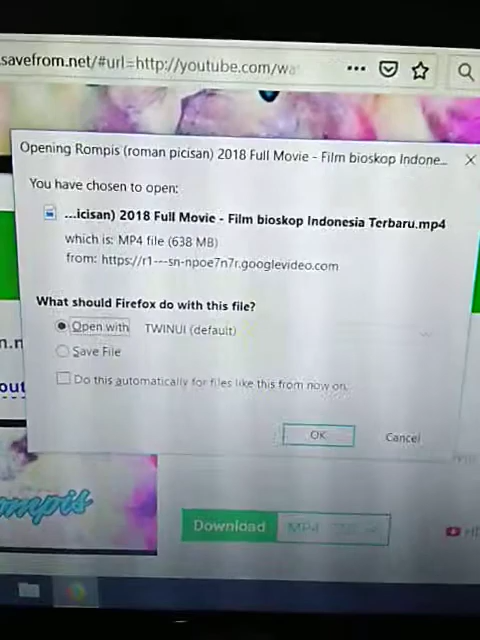 .savefrom.net/#url=http://youtube.com/wa
Opening Rompis (roman picisan) 2018 Full Movie - Film bioskop Indone...
You have chosen to open:
...icisan) 2018 Full Movie - Film bioskop Indonesia Terbaru.mp4
which is: MP4 file (638 MB)
from: https://r1---sn-npoe7n7r.googlevideo.com
What should Firefox do with this file?
Open with TWINUI (default)
Save File
Do this automatically for files like this from now on.
OK Cancel
out
ompis
Download MP4